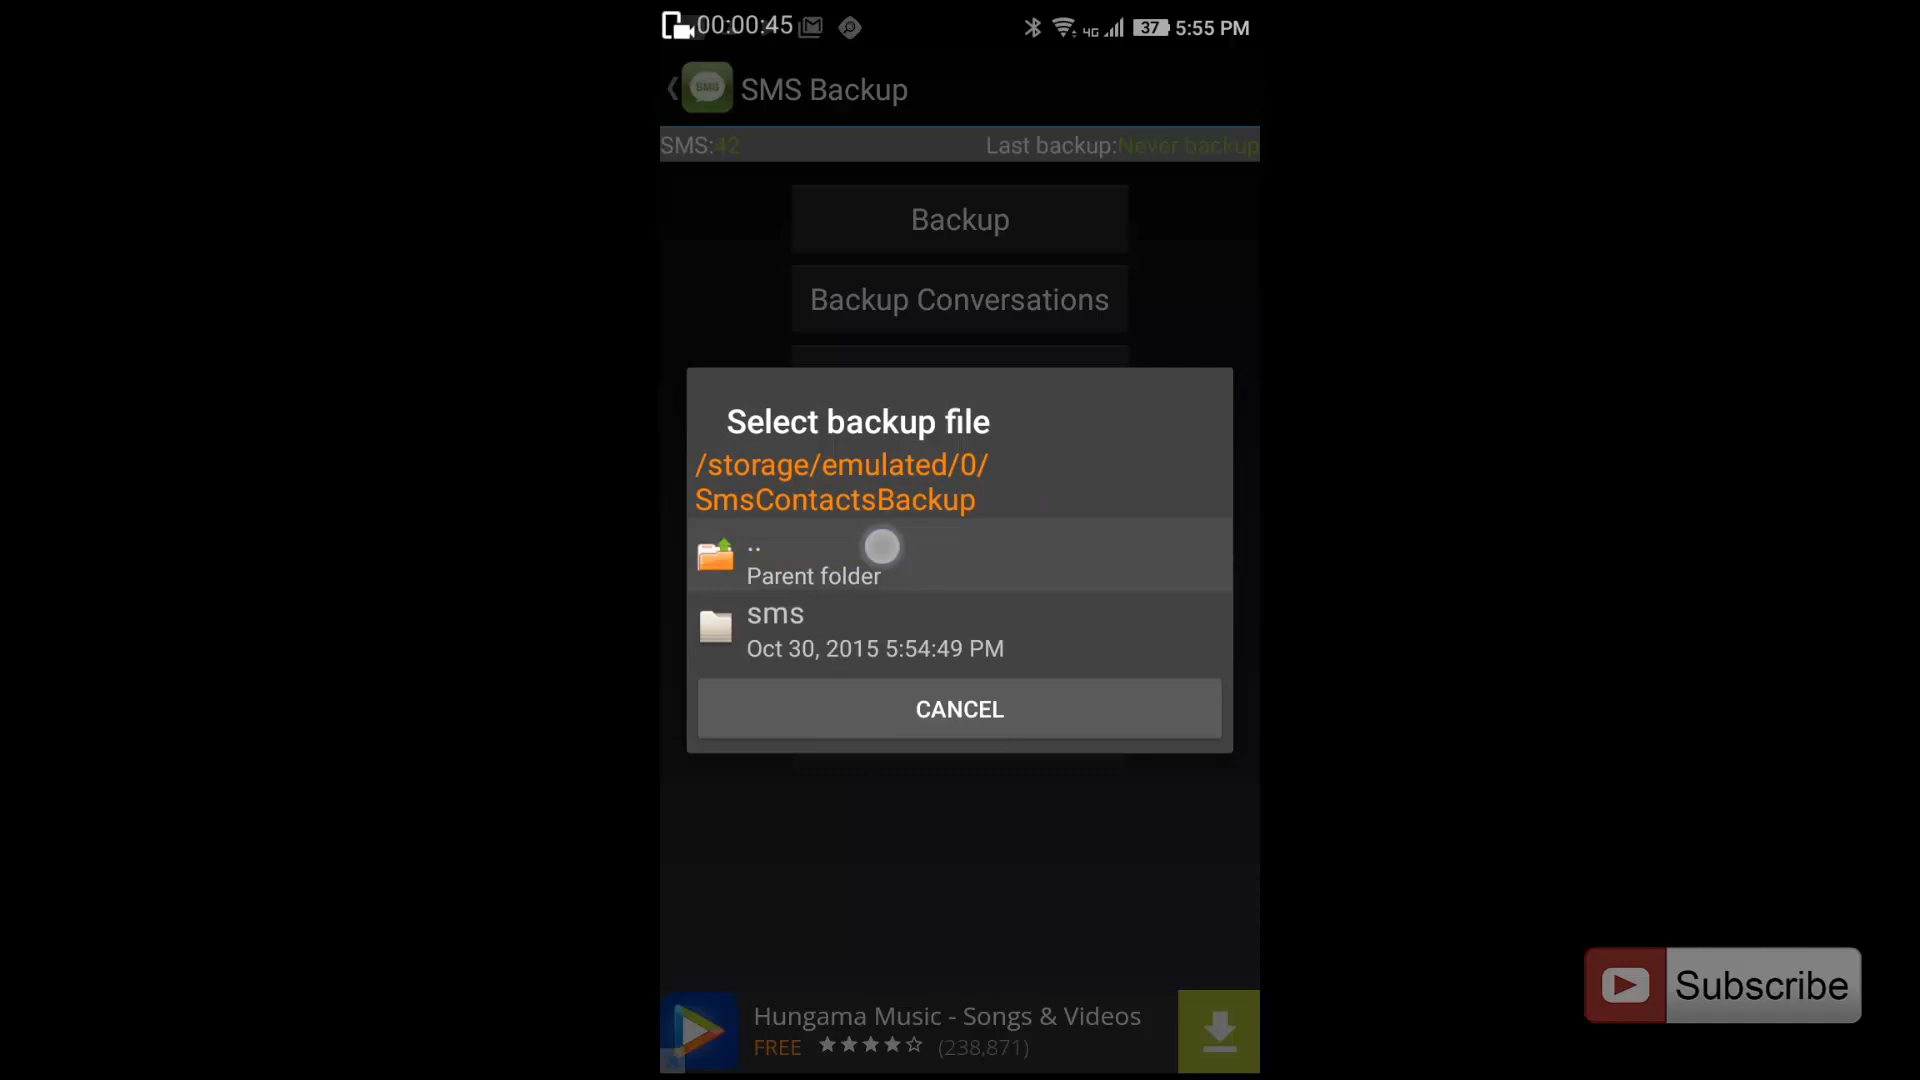 00:00:45
4G 37 5:55 PM
SMS
SMS Backup
SMS:42 Last backup:Never backup
Backup
Backup Conversations
Select backup file
/storage/emulated/0/
SmsContactsBackup
..
Parent folder
sms
Oct 30, 2015 5:54:49 PM
CANCEL
Hungama Music - Songs & Videos
FREE (238,871)
Subscribe